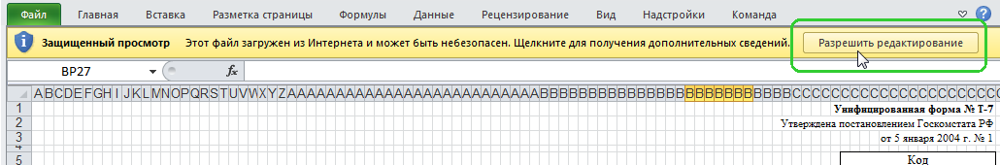 Файл Главная Вставка Разметка страницы Формулы Данные Рецензирование Вид Надстройки Команда
Защищенный просмотр Этот файл загружен из Интернета и может быть небезопасен. Щелкните для получения дополнительных сведений. Разрешить редактирование
BP27 fx
1 Унифицированная форма № Т-7
2 Утверждена постановлением Госкомстата РФ
3 от 5 января 2004 г. № 1
4
5 Код